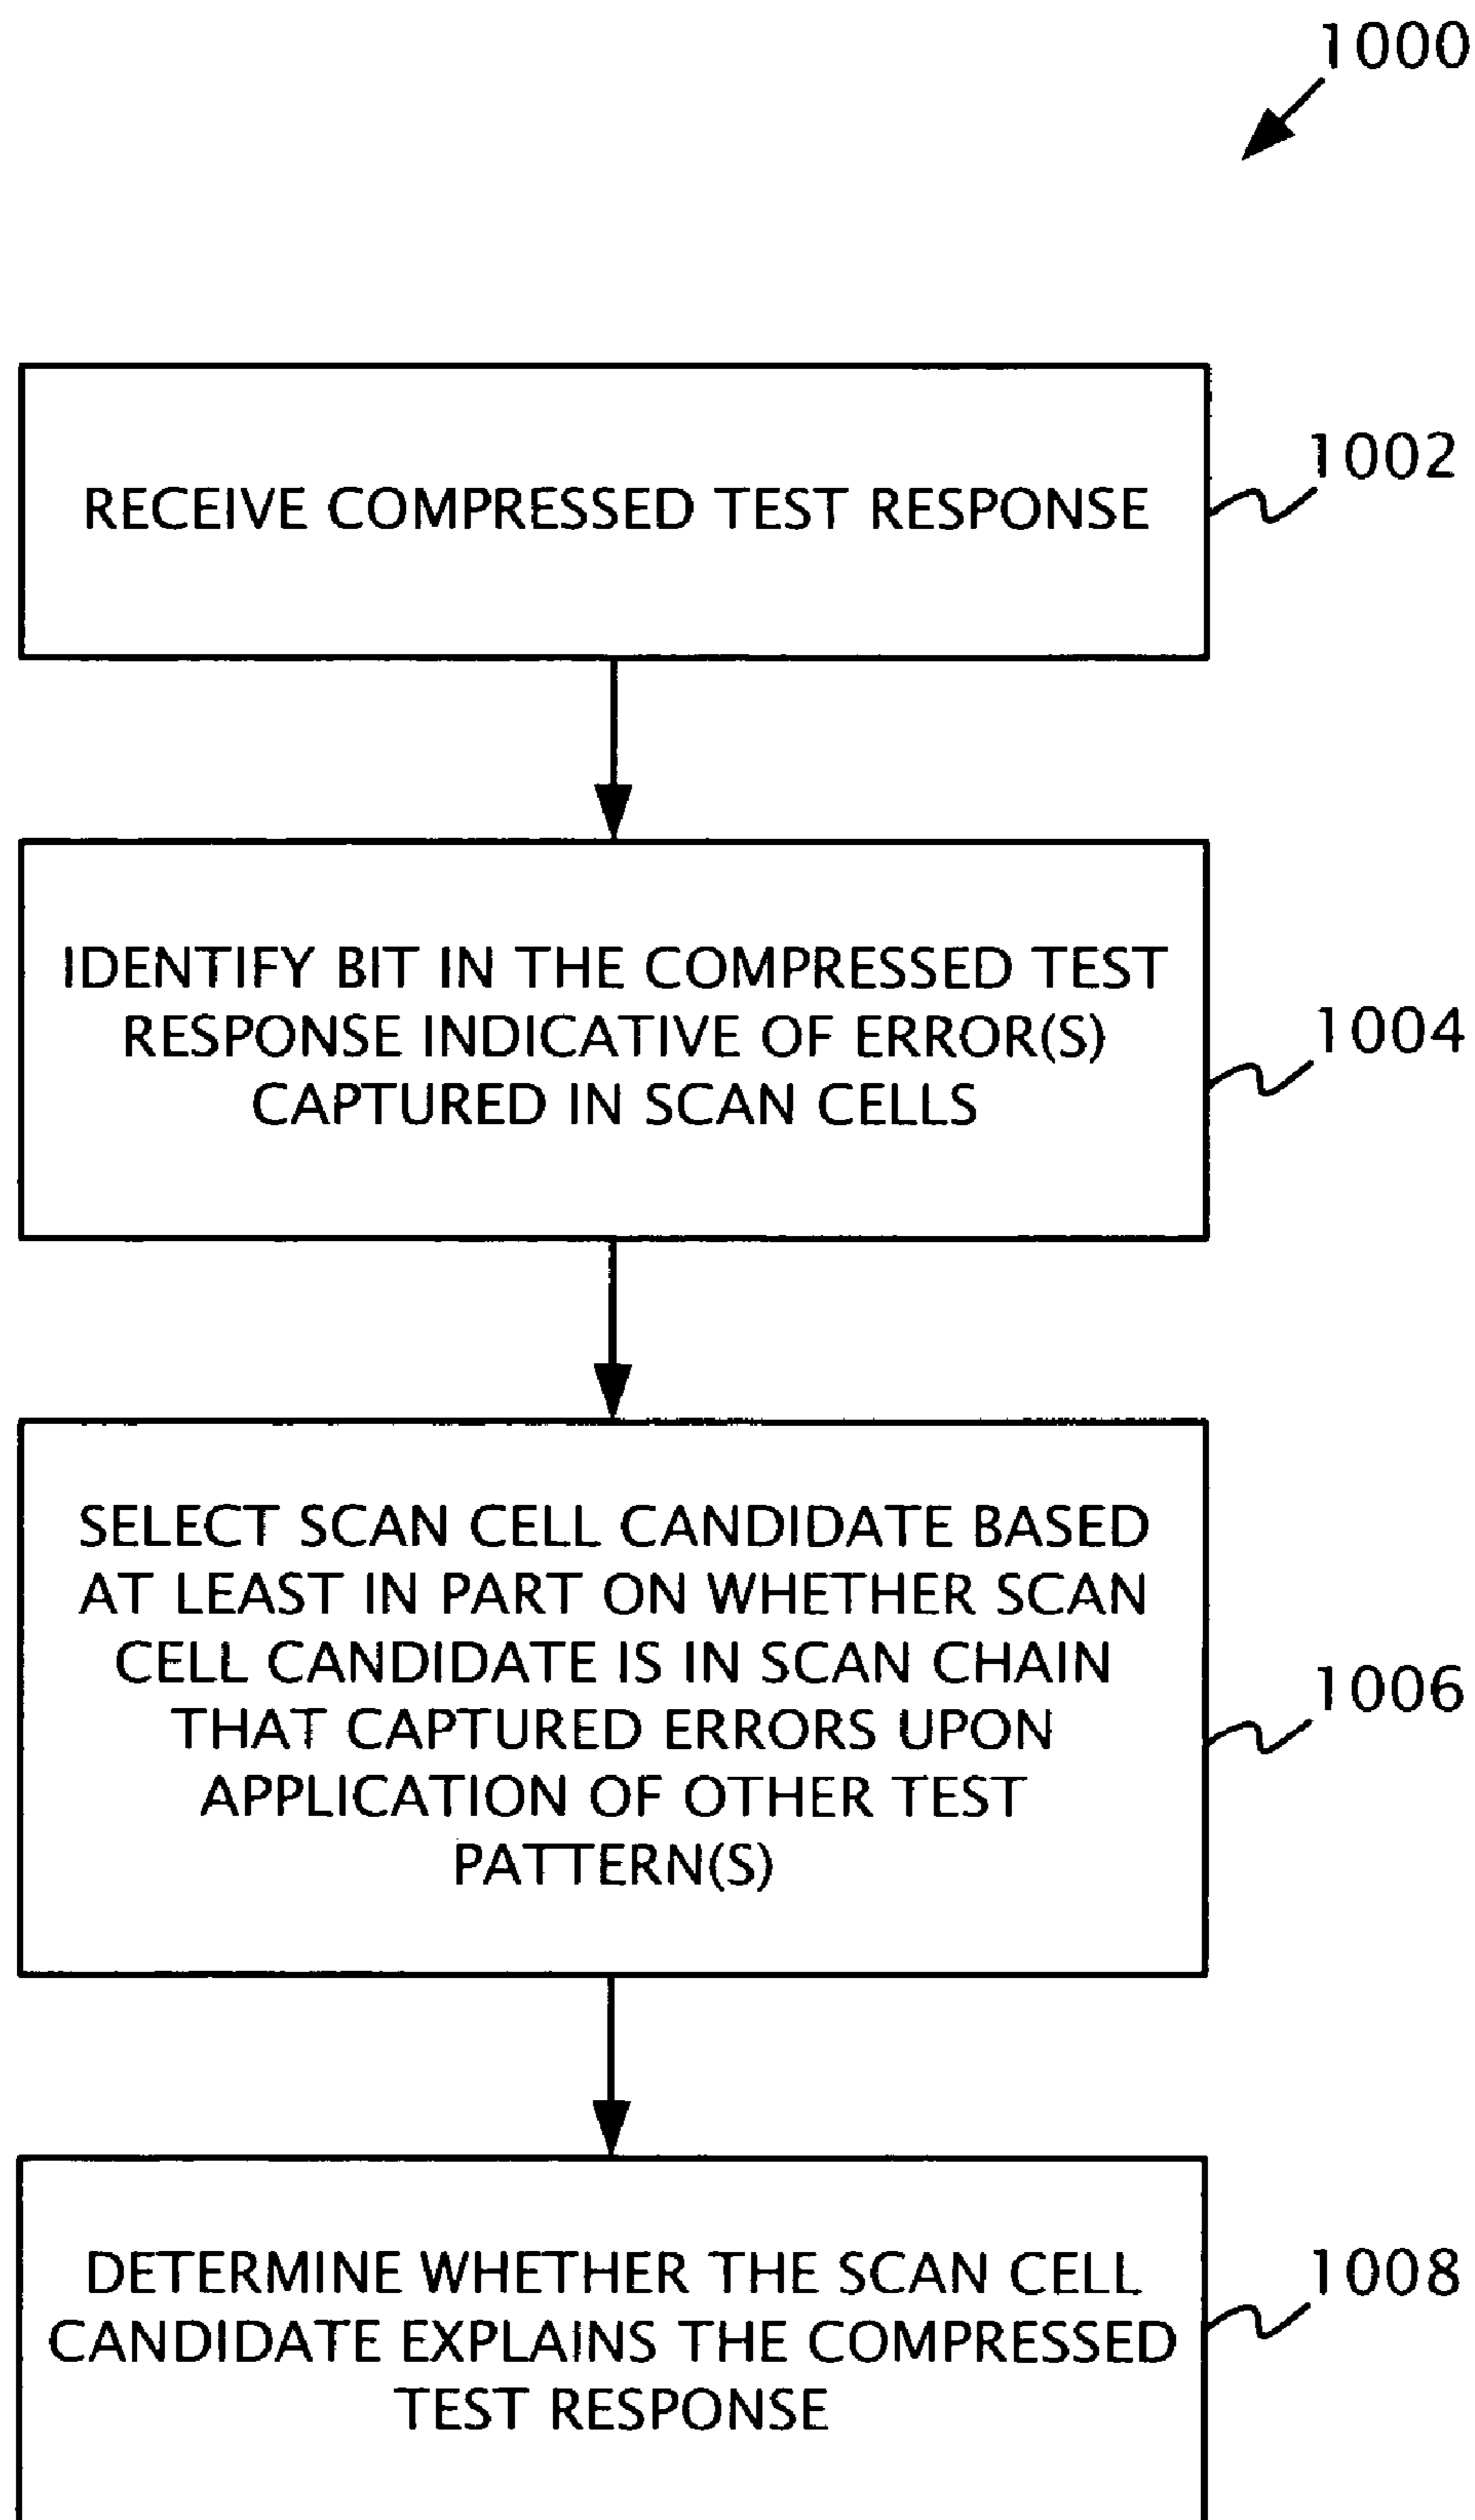 1000
RECEIVE COMPRESSED TEST RESPONSE
1002
IDENTIFY BIT IN THE COMPRESSED TEST
RESPONSE INDICATIVE OF ERROR(S)
CAPTURED IN SCAN CELLS
1004
SELECT SCAN CELL CANDIDATE BASED
AT LEAST IN PART ON WHETHER SCAN
CELL CANDIDATE IS IN SCAN CHAIN
THAT CAPTURED ERRORS UPON
APPLICATION OF OTHER TEST
PATTERN(S)
1006
DETERMINE WHETHER THE SCAN CELL
CANDIDATE EXPLAINS THE COMPRESSED
TEST RESPONSE
1008